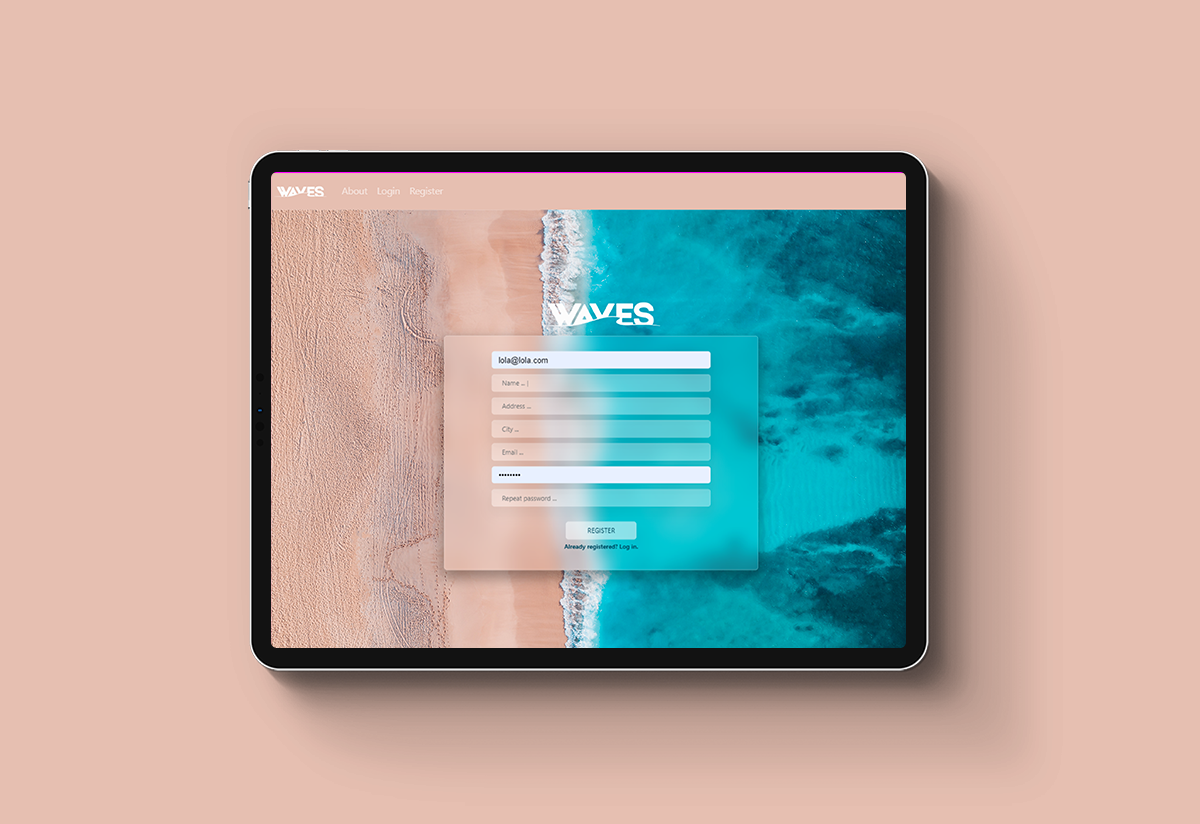 WAVES About Login Register
WAVES
lola@lola.com
Name ... |
Address ...
City ...
Email ...
••••••••
Repeat password ...
REGISTER
Already registered? Log in.